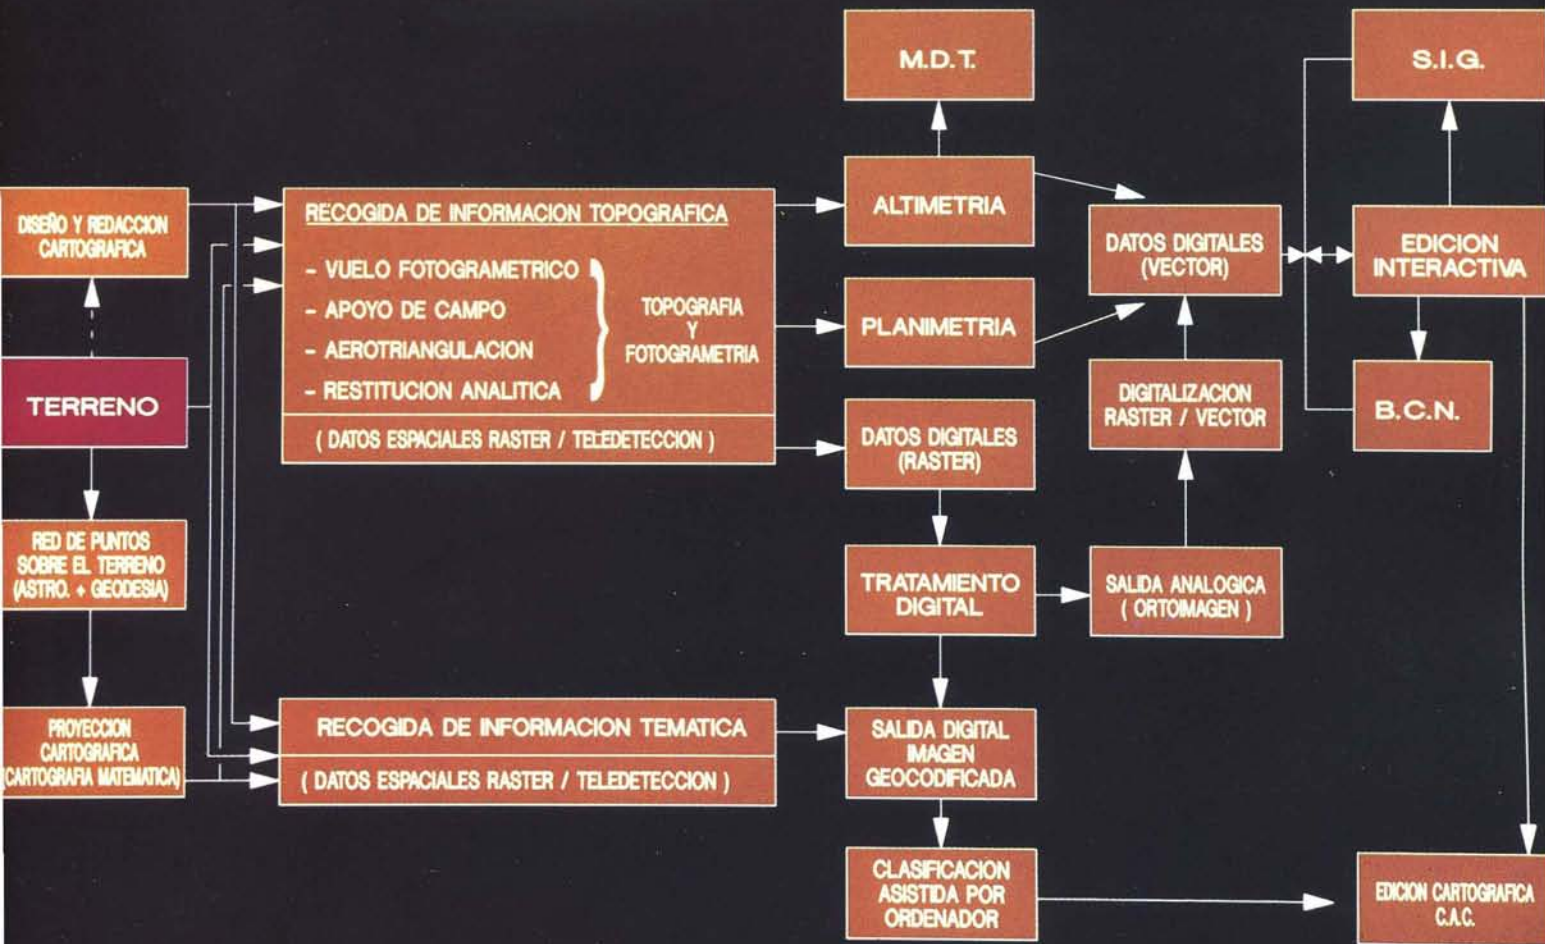 M.D.T.
S.I.G.
DISEÑO Y REDACCION
CARTOGRAFICA
RECOGIDA DE INFORMACION TOPOGRAFICA
- VUELO FOTOGRAMETRICO
- APOYO DE CAMPO
- AEROTRIANGULACION
- RESTITUCION ANALITICA
TOPOGRAFIA
Y
FOTOGRAMETRIA
( DATOS ESPACIALES RASTER / TELEDETECCION )
ALTIMETRIA
PLANIMETRIA
DATOS DIGITALES
(VECTOR)
EDICION
INTERACTIVA
TERRENO
DATOS DIGITALES
(RASTER)
DIGITALIZACION
RASTER / VECTOR
B.C.N.
RED DE PUNTOS
SOBRE EL TERRENO
(ASTRO. + GEODESIA)
TRATAMIENTO
DIGITAL
SALIDA ANALOGICA
( ORTOIMAGEN )
PROYECCION
CARTOGRAFICA
(CARTOGRAFIA MATEMATICA)
RECOGIDA DE INFORMACION TEMATICA
( DATOS ESPACIALES RASTER / TELEDETECCION )
SALIDA DIGITAL
IMAGEN
GEOCODIFICADA
CLASIFICACION
ASISTIDA POR
ORDENADOR
EDICION CARTOGRAFICA
C.A.C.